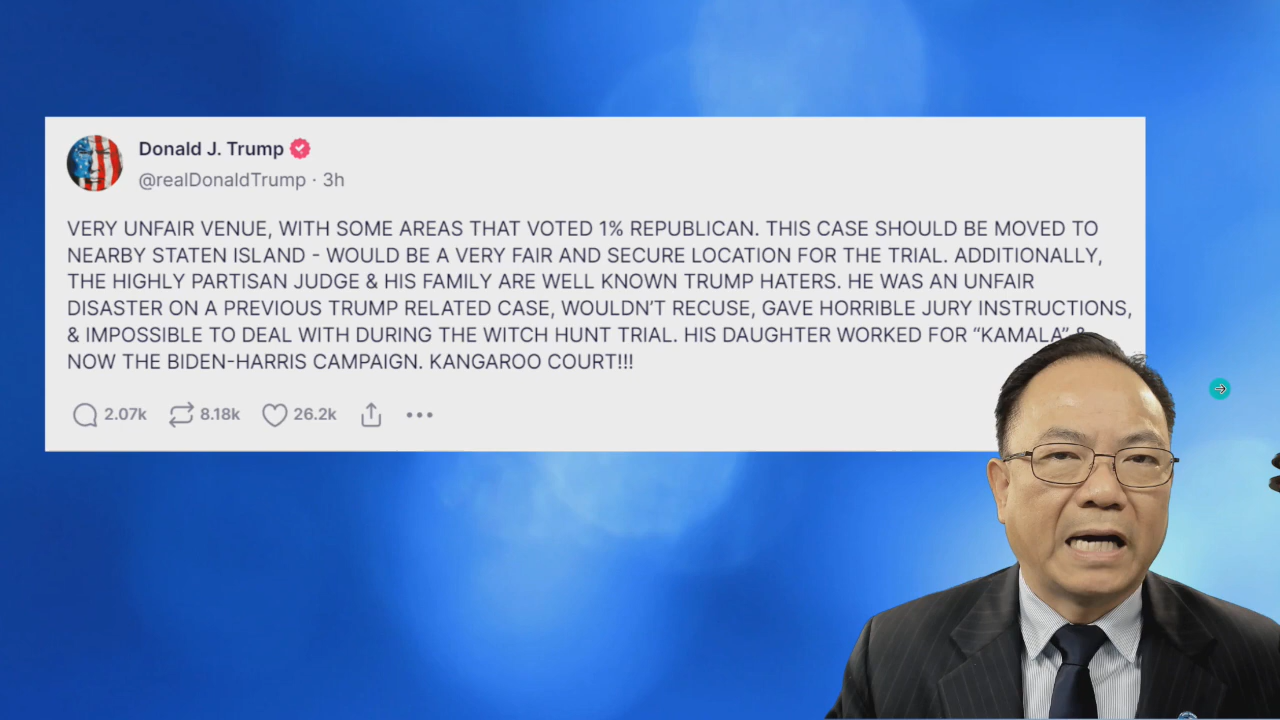 Donald J. Trump
@realDonaldTrump · 3h
VERY UNFAIR VENUE, WITH SOME AREAS THAT VOTED 1% REPUBLICAN. THIS CASE SHOULD BE MOVED TO
NEARBY STATEN ISLAND - WOULD BE A VERY FAIR AND SECURE LOCATION FOR THE TRIAL. ADDITIONALLY,
THE HIGHLY PARTISAN JUDGE & HIS FAMILY ARE WELL KNOWN TRUMP HATERS. HE WAS AN UNFAIR
DISASTER ON A PREVIOUS TRUMP RELATED CASE, WOULDN'T RECUSE, GAVE HORRIBLE JURY INSTRUCTIONS,
& IMPOSSIBLE TO DEAL WITH DURING THE WITCH HUNT TRIAL. HIS DAUGHTER WORKED FOR “KAMALA” &
NOW THE BIDEN-HARRIS CAMPAIGN. KANGAROO COURT!!!
2.07k 8.18k 26.2k